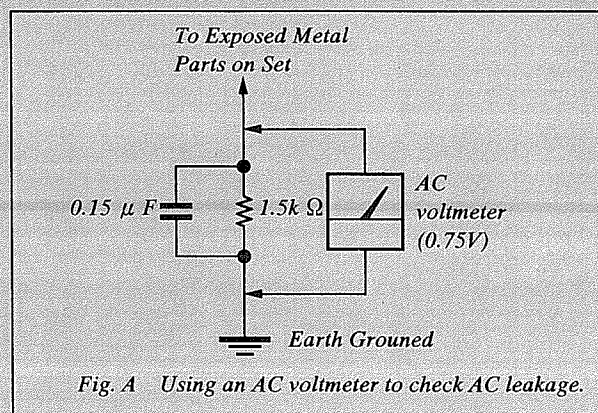 To Exposed Metal
Parts on Set
0.15 μ F
1.5k Ω
AC
voltmeter
(0.75V)
Earth Grouned
Fig. A Using an AC voltmeter to check AC leakage.